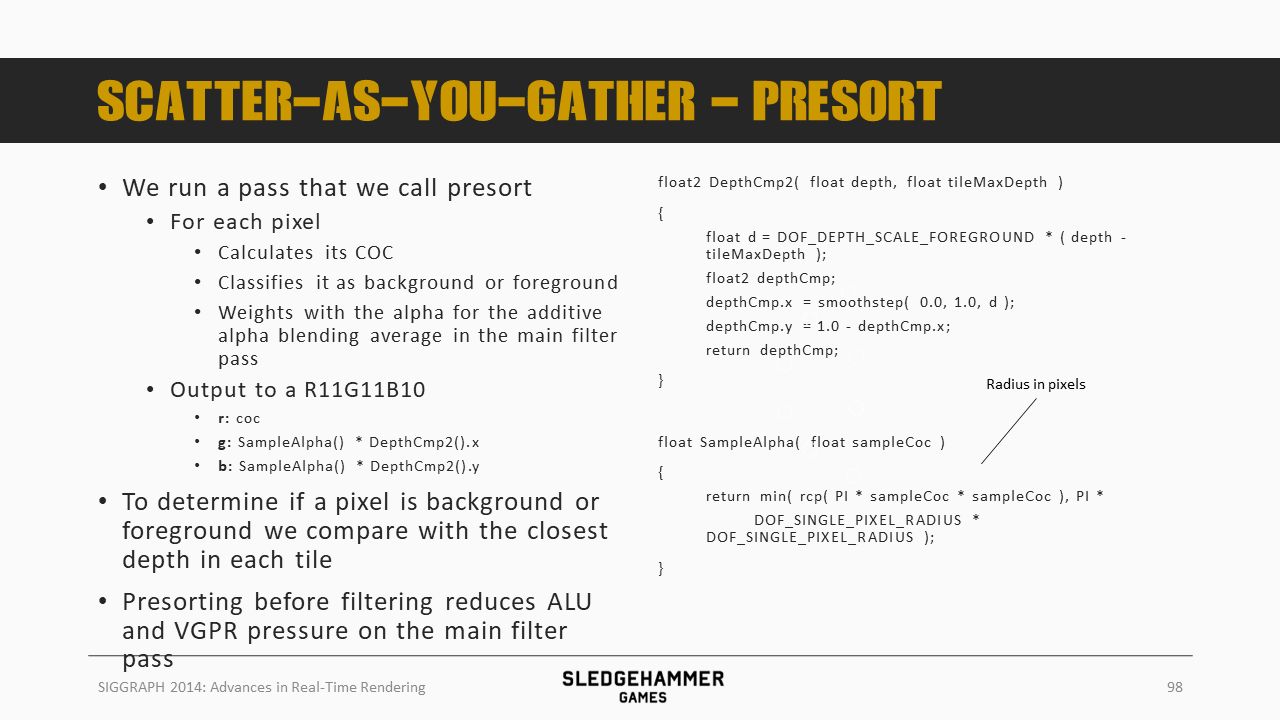 SCATTER-AS-YOU-GATHER - PRESORT
• We run a pass that we call presort
• For each pixel
• Calculates its COC
• Classifies it as background or foreground
• Weights with the alpha for the additive
alpha blending average in the main filter
pass
• Output to a R11G11B10
• r: coc
• g: SampleAlpha() * DepthCmp2().x
• b: SampleAlpha() * DepthCmp2().y
• To determine if a pixel is background or
foreground we compare with the closest
depth in each tile
• Presorting before filtering reduces ALU
and VGPR pressure on the main filter
pass
float2 DepthCmp2( float depth, float tileMaxDepth )
{
float d = DOF_DEPTH_SCALE_FOREGROUND * ( depth -
tileMaxDepth );
float2 depthCmp;
depthCmp.x = smoothstep( 0.0, 1.0, d );
depthCmp.y = 1.0 - depthCmp.x;
return depthCmp;
}
Radius in pixels
float SampleAlpha( float sampleCoc )
{
return min( rcp( PI * sampleCoc * sampleCoc ), PI *
DOF_SINGLE_PIXEL_RADIUS *
DOF_SINGLE_PIXEL_RADIUS );
}
SIGGRAPH 2014: Advances in Real-Time Rendering
SLEDGEHAMMER
GAMES
98